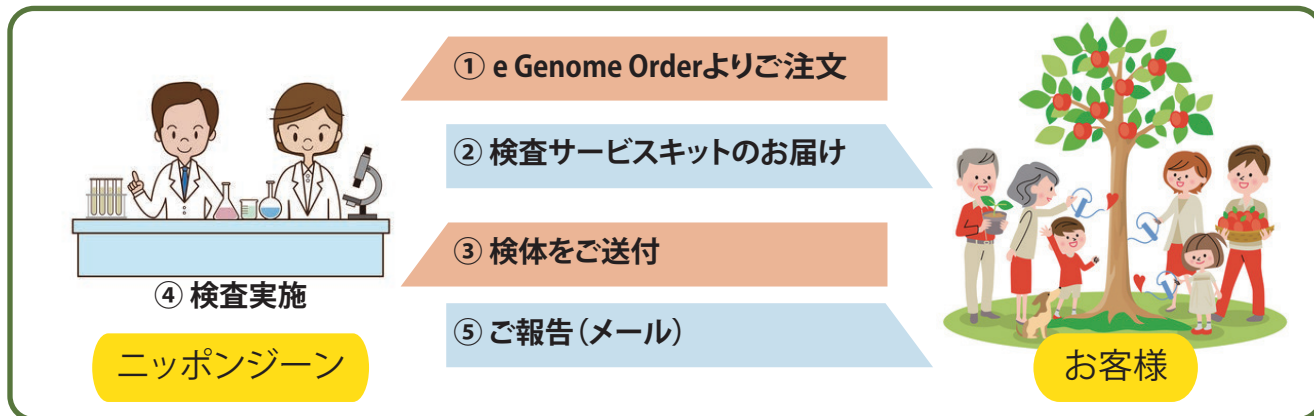 ① e Genome Orderよりご注文
② 検査サービスキットのお届け
③ 検体をご送付
④ 検査実施
⑤ ご報告（メール）
ニッポンジーン
お客様